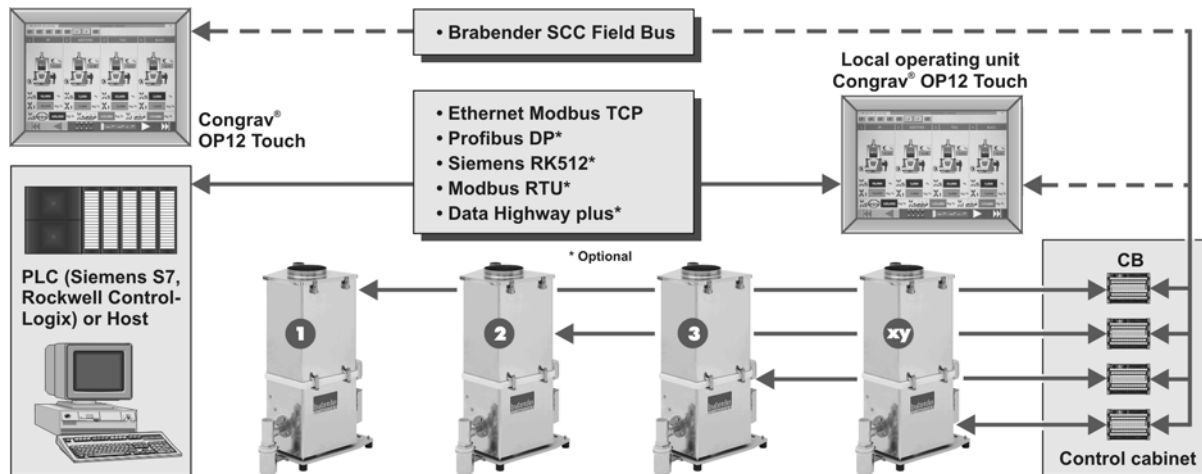 • Brabender SCC Field Bus
Congrav®
OP12 Touch
Local operating unit
Congrav® OP12 Touch
• Ethernet Modbus TCP
• Profibus DP*
• Siemens RK512*
• Modbus RTU*
• Data Highway plus*
* Optional
PLC (Siemens S7,
Rockwell Control-
Logix) or Host
1
2
3
xy
CB
Control cabinet